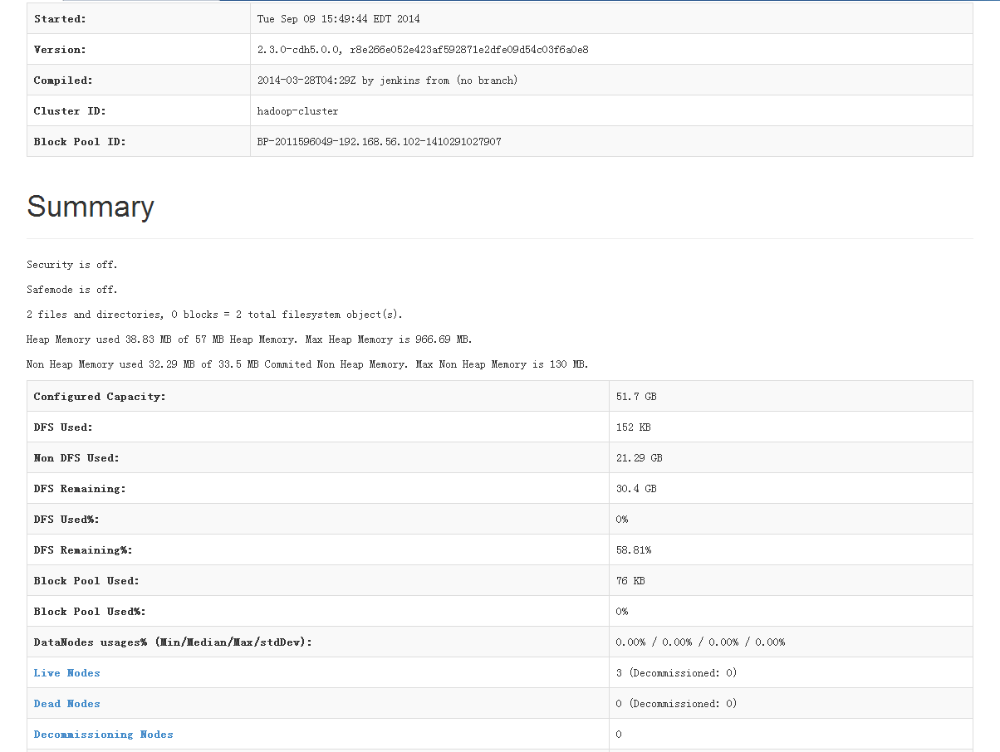 Started: Tue Sep 09 15:49:44 EDT 2014
Version: 2.3.0-cdh5.0.0, r8e266e052e423af592871e2dfe09d54c03f6a0e8
Compiled: 2014-03-28T04:29Z by jenkins from (no branch)
Cluster ID: hadoop-cluster
Block Pool ID: BP-2011596049-192.168.56.102-1410291027907
Summary
Security is off.
Safemode is off.
2 files and directories, 0 blocks = 2 total filesystem object(s).
Heap Memory used 38.83 MB of 57 MB Heap Memory. Max Heap Memory is 966.69 MB.
Non Heap Memory used 32.29 MB of 33.5 MB Commited Non Heap Memory. Max Non Heap Memory is 130 MB.
Configured Capacity: 51.7 GB
DFS Used: 152 KB
Non DFS Used: 21.29 GB
DFS Remaining: 30.4 GB
DFS Used%: 0%
DFS Remaining%: 58.81%
Block Pool Used: 76 KB
Block Pool Used%: 0%
DataNodes usages% (Min/Median/Max/stdDev): 0.00% / 0.00% / 0.00% / 0.00%
Live Nodes 3 (Decommissioned: 0)
Dead Nodes 0 (Decommissioned: 0)
Decommissioning Nodes 0